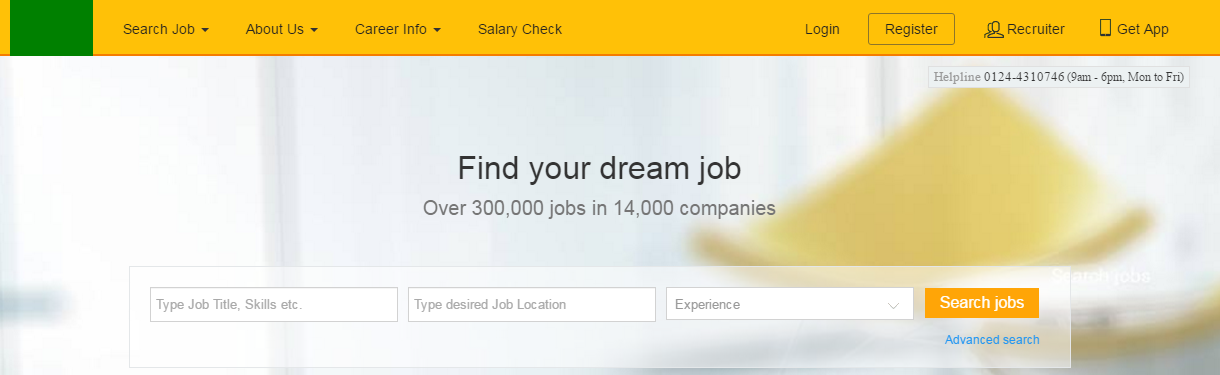 Search Job About Us Career Info Salary Check Login Register Recruiter Get App
Helpline 0124-4310746 (9am - 6pm, Mon to Fri)
Find your dream job
Over 300,000 jobs in 14,000 companies
Search jobs
Type Job Title, Skills etc. Type desired Job Location Experience Search jobs
Advanced search